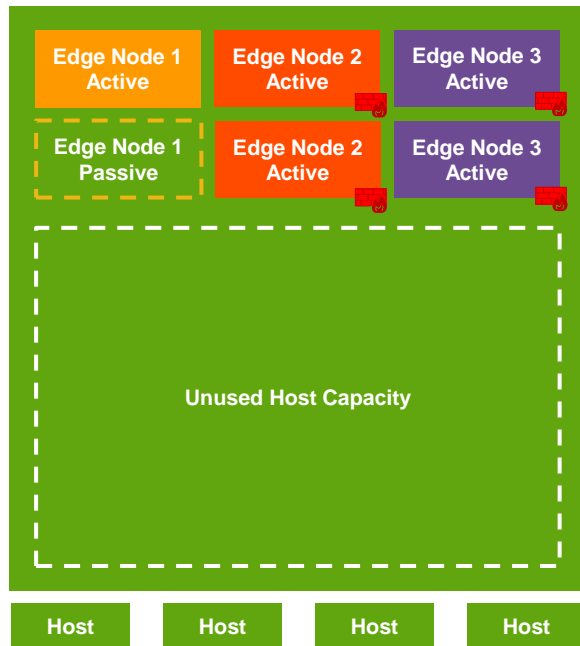 Edge Node 1
Active
Edge Node 2
Active
Edge Node 3
Active
Edge Node 1
Passive
Edge Node 2
Active
Edge Node 3
Active
Unused Host Capacity
Host
Host
Host
Host